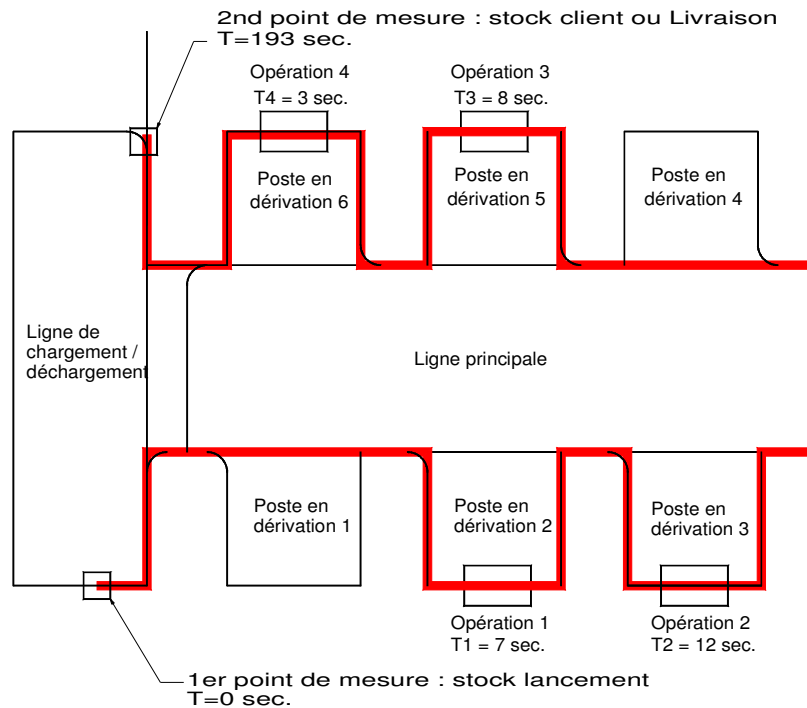 2nd point de mesure : stock client ou Livraison
T=193 sec.
Opération 4
T4 = 3 sec.
Opération 3
T3 = 8 sec.
Poste en
dérivation 6
Poste en
dérivation 5
Poste en
dérivation 4
Ligne de
chargement /
déchargement
Ligne principale
Poste en
dérivation 1
Poste en
dérivation 2
Poste en
dérivation 3
Opération 1
T1 = 7 sec.
Opération 2
T2 = 12 sec.
1er point de mesure : stock lancement
T=0 sec.